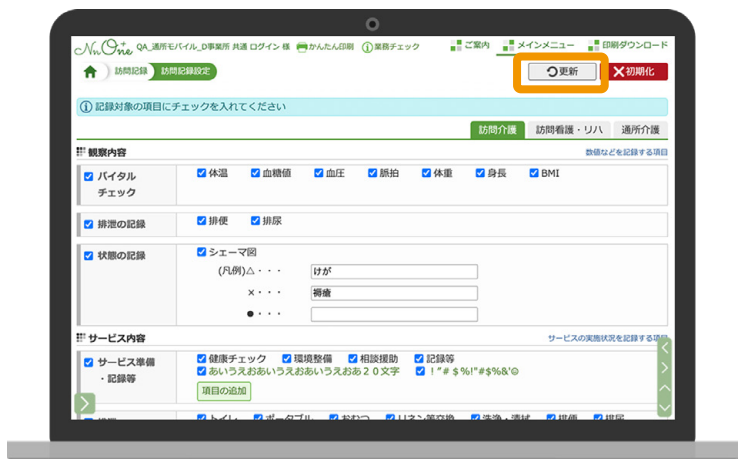 NnOne QA_通所モバイル_D事業所 共通 ログイン 様 かんたん印刷 業務チェック ご案内 メインメニュー 印刷ダウンロード
訪問記録 訪問記録設定 更新 初期化
記録対象の項目にチェックを入れてください
訪問介護 訪問看護・リハ 通所介護
観察内容 数値などを記録する項目
バイタルチェック 体温 血糖値 血圧 脈拍 体重 身長 BMI
排泄の記録 排便 排尿
状態の記録 シェーマ図
(凡例)△・・・ けが
×・・・ 褥瘡
●・・・
サービス内容 サービスの実施状況を記録する項目
サービス準備 健康チェック 環境整備 相談援助 記録等
・記録等 あいうえおあいうえおあいうえおあ20文字 !"#$%!"#$%&'☺
項目の追加